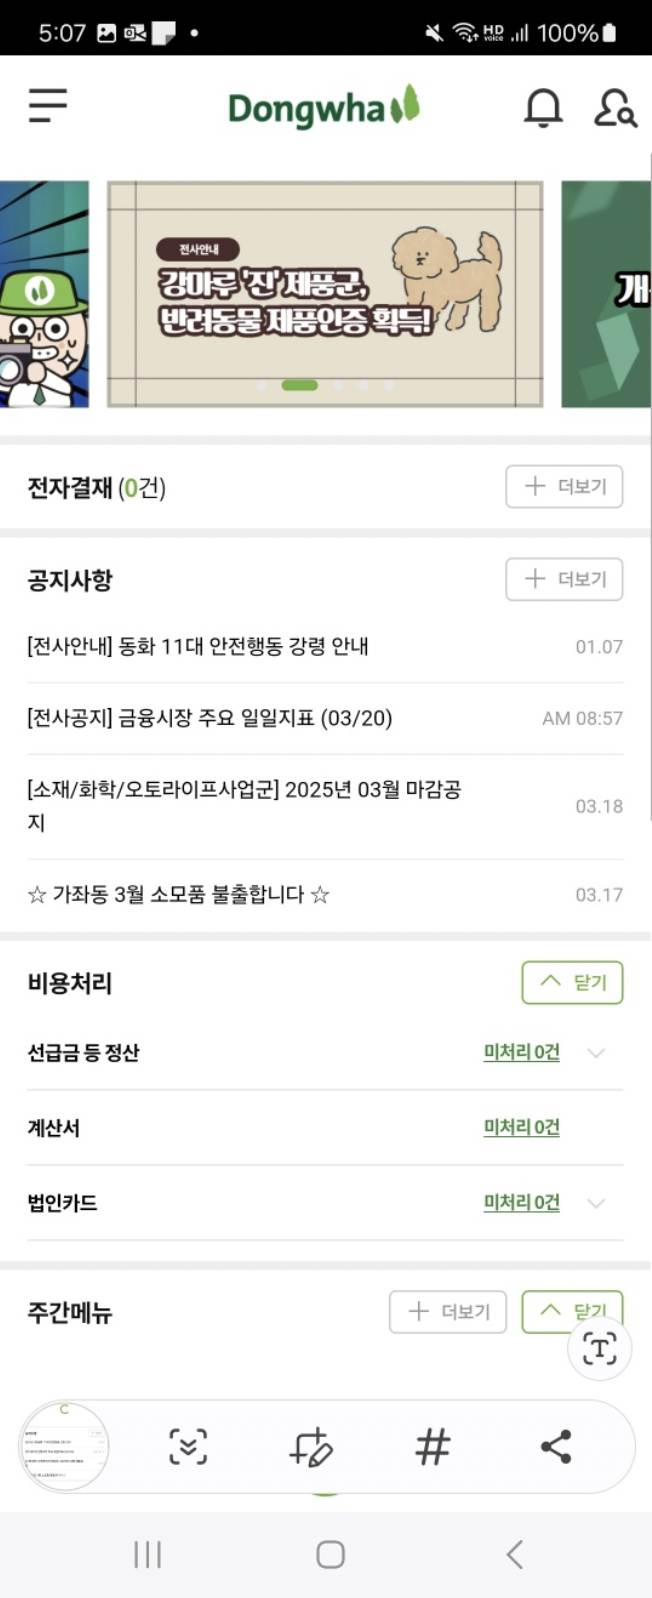 5:07
HD voice
100%
Dongwha
전사안내
강마루 '진' 제품군,
반려동물 제품인증 획득!
개
전자결재 (0건)
+ 더보기
공지사항
+ 더보기
[전사안내] 동화 11대 안전행동 강령 안내
01.07
[전사공지] 금융시장 주요 일일지표 (03/20)
AM 08:57
[소재/화학/오토라이프사업군] 2025년 03월 마감공
지
03.18
☆ 가좌동 3월 소모품 불출합니다 ☆
03.17
비용처리
닫기
선급금 등 정산
미처리 0건
계산서
미처리 0건
법인카드
미처리 0건
주간메뉴
+ 더보기
닫기
T
#